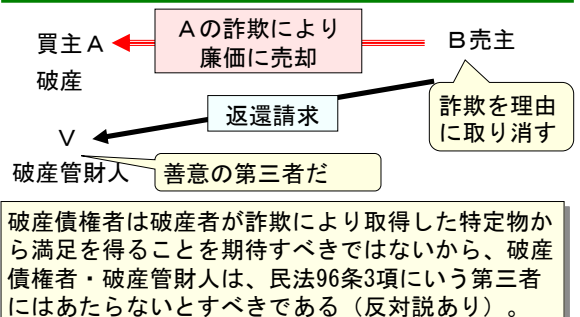 Ａの詐欺により
廉価に売却
買主Ａ
Ｂ売主
破産
返還請求
詐欺を理由
に取り消す
Ｖ
破産管財人
善意の第三者だ
破産債権者は破産者が詐欺により取得した特定物か
ら満足を得ることを期待すべきではないから、破産
債権者・破産管財人は、民法96条3項にいう第三者
にはあたらないとすべきである（反対説あり）。